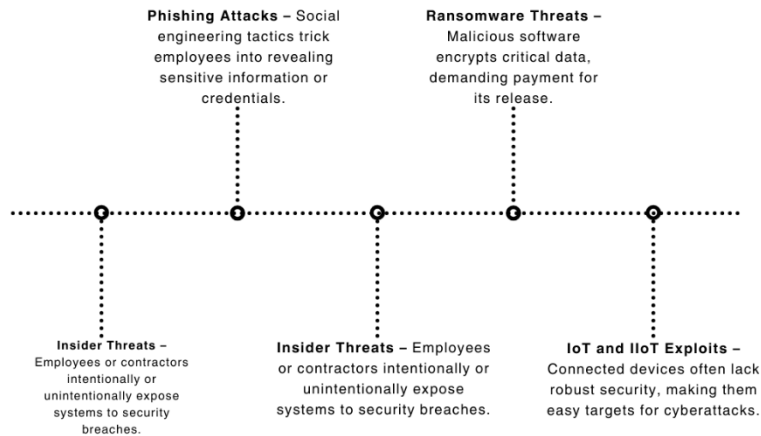 Phishing Attacks – Social
engineering tactics trick
employees into revealing
sensitive information or
credentials.
Ransomware Threats –
Malicious software
encrypts critical data,
demanding payment for
its release.
Insider Threats –
Employees or contractors
intentionally or
unintentionally expose
systems to security
breaches.
Insider Threats – Employees
or contractors intentionally or
unintentionally expose
systems to security breaches.
IoT and IIoT Exploits –
Connected devices often lack
robust security, making them
easy targets for cyberattacks.